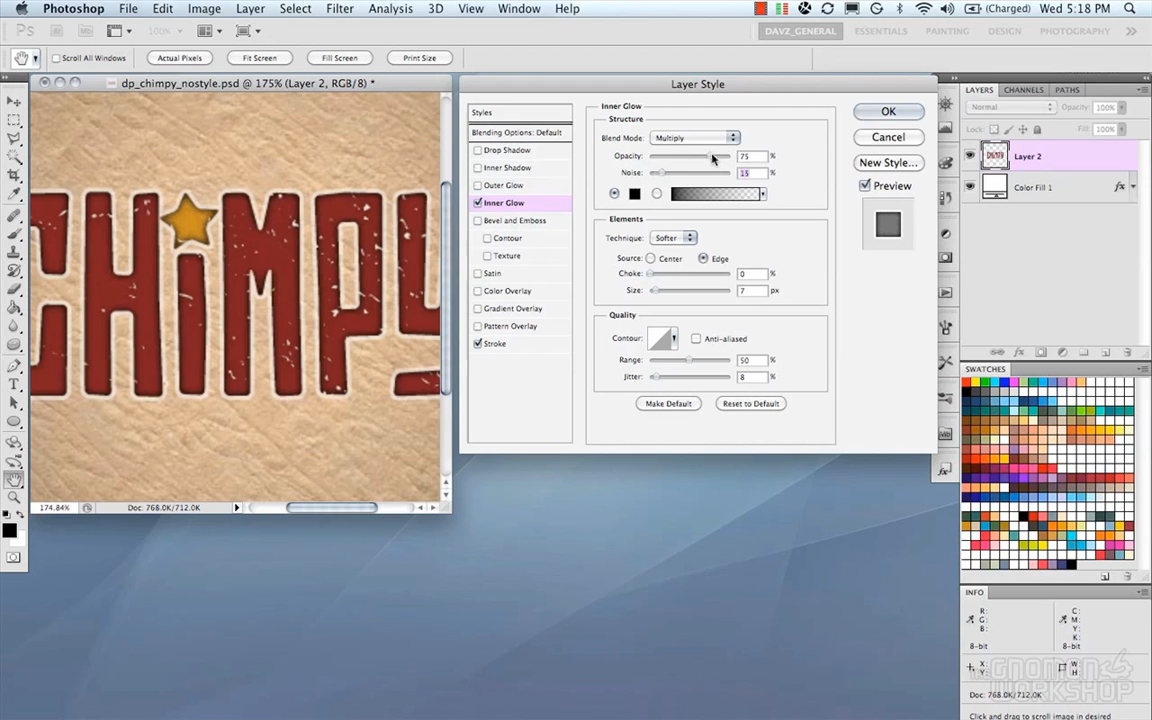 Photoshop File Edit Image Layer Select Filter Analysis 3D View Window Help (Charged) Wed 5:18 PM
Ps Mb 100% DAVZ_GENERAL ESSENTIALS PAINTING DESIGN PHOTOGRAPHY
Scroll All Windows Actual Pixels Fit Screen Fill Screen Print Size
dp_chimpy_nostyle.psd @ 175% (Layer 2, RGB/8) *
CHiMPY
174.84% Doc: 768.0K/712.0K
Layer Style
Styles
Blending Options: Default
Drop Shadow
Inner Shadow
Outer Glow
Inner Glow
Bevel and Emboss
Contour
Texture
Satin
Color Overlay
Gradient Overlay
Pattern Overlay
Stroke
Inner Glow
Structure
Blend Mode: Multiply
Opacity: 75 %
Noise: 15 %
Elements
Technique: Softer
Source: Center Edge
Choke: 0 %
Size: 7 px
Quality
Contour: Anti-aliased
Range: 50 %
Jitter: 8 %
Make Default Reset to Default
OK
Cancel
New Style...
Preview
LAYERS CHANNELS PATHS
Normal Opacity: 100%
Lock: Fill: 100%
Layer 2
Color Fill 1 fx
SWATCHES
INFO
R: C:
G: M:
B: Y:
K:
8-bit 8-bit
X: W:
Y: H:
Doc: 768.0K/712.0K
Click and drag to scroll image in desired
GNOMON
WORKSHOP